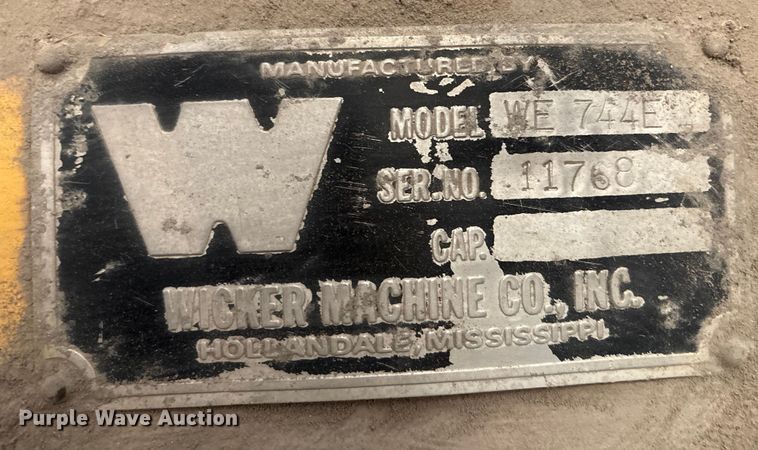 MANUFACTURED BY
W
MODEL WE 744E
SER. NO. 11768
CAP.
WICKER MACHINE CO., INC.
HOLLANDALE, MISSISSIPPI
Purple Wave Auction